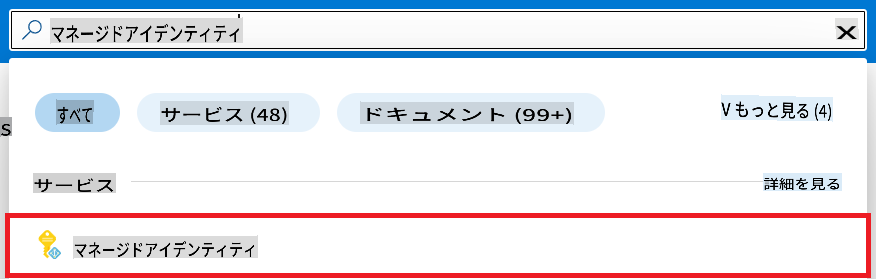 マネージドアイデンティティ X
すべて サービス (48) ドキュメント (99+) V もっと見る (4)
s
サービス 詳細を見る
マネージドアイデンティティ